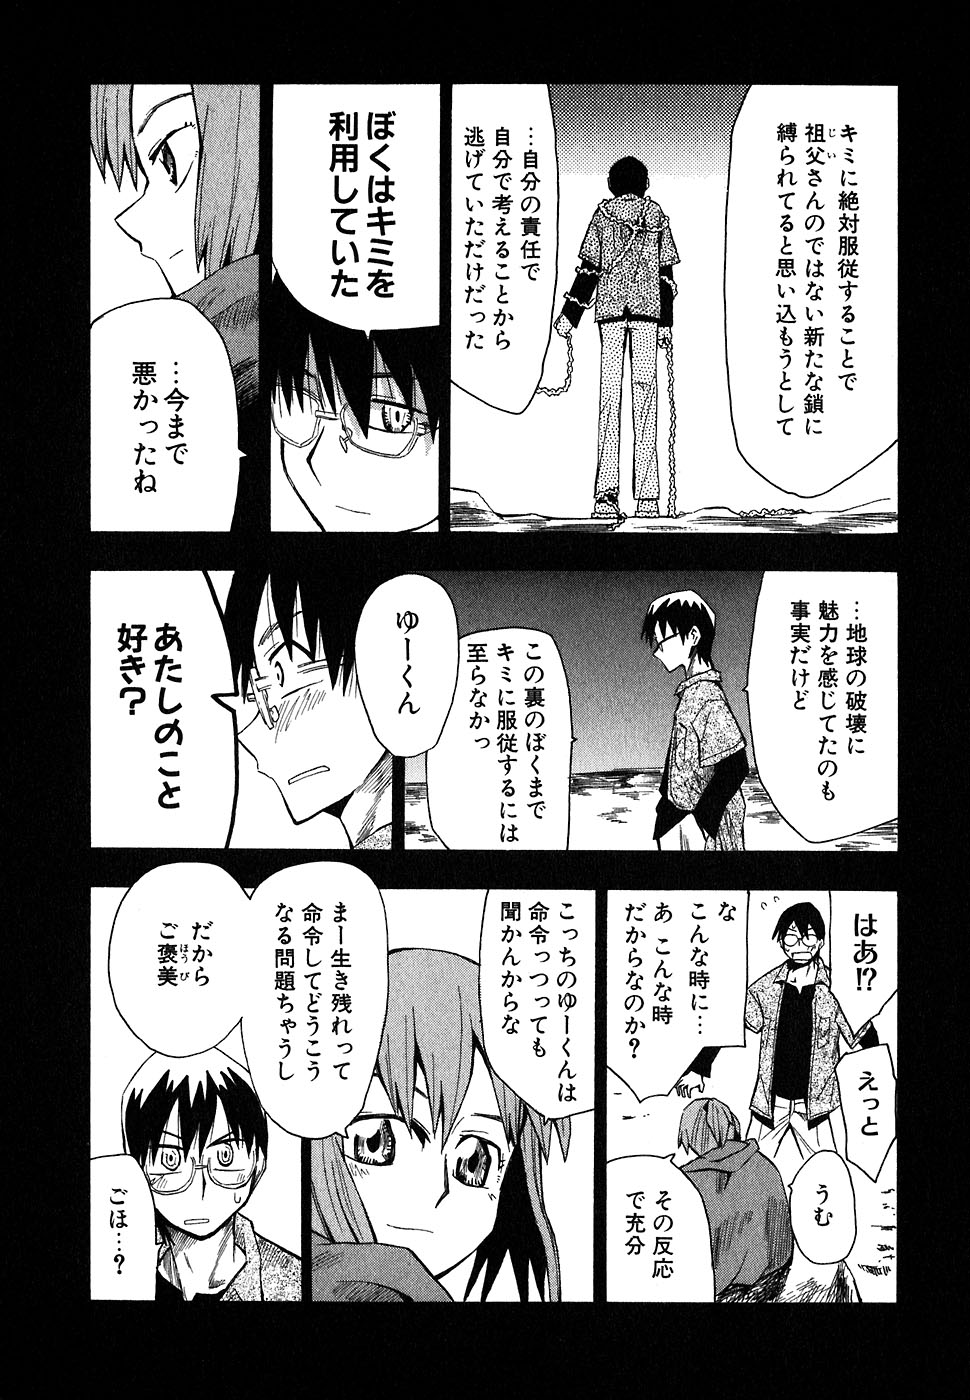 キミに絶対服従することで
祖父さんのではない新たな鎖に
じい
縛られてると思い込もうとして
…自分の責任で
自分で考えることから
逃げていただけだった
ぼくはキミを
利用していた
…今まで
悪かったね
…地球の破壊に
魅力を感じてたのも
事実だけど
この裏のぼくまで
キミに服従するには
至らなかっ
ゆーくん
あたしのこと
好き？
はあ!?
な
こんな時に…
あ こんな時
だからなのか？
えっと
うむ
その反応
で充分
こっちのゆーくんは
命令っつっても
聞かんからな
まー生き残れって
命令してどうこう
なる問題ちゃうし
だから
ご褒美
ほうび
ごほ…？